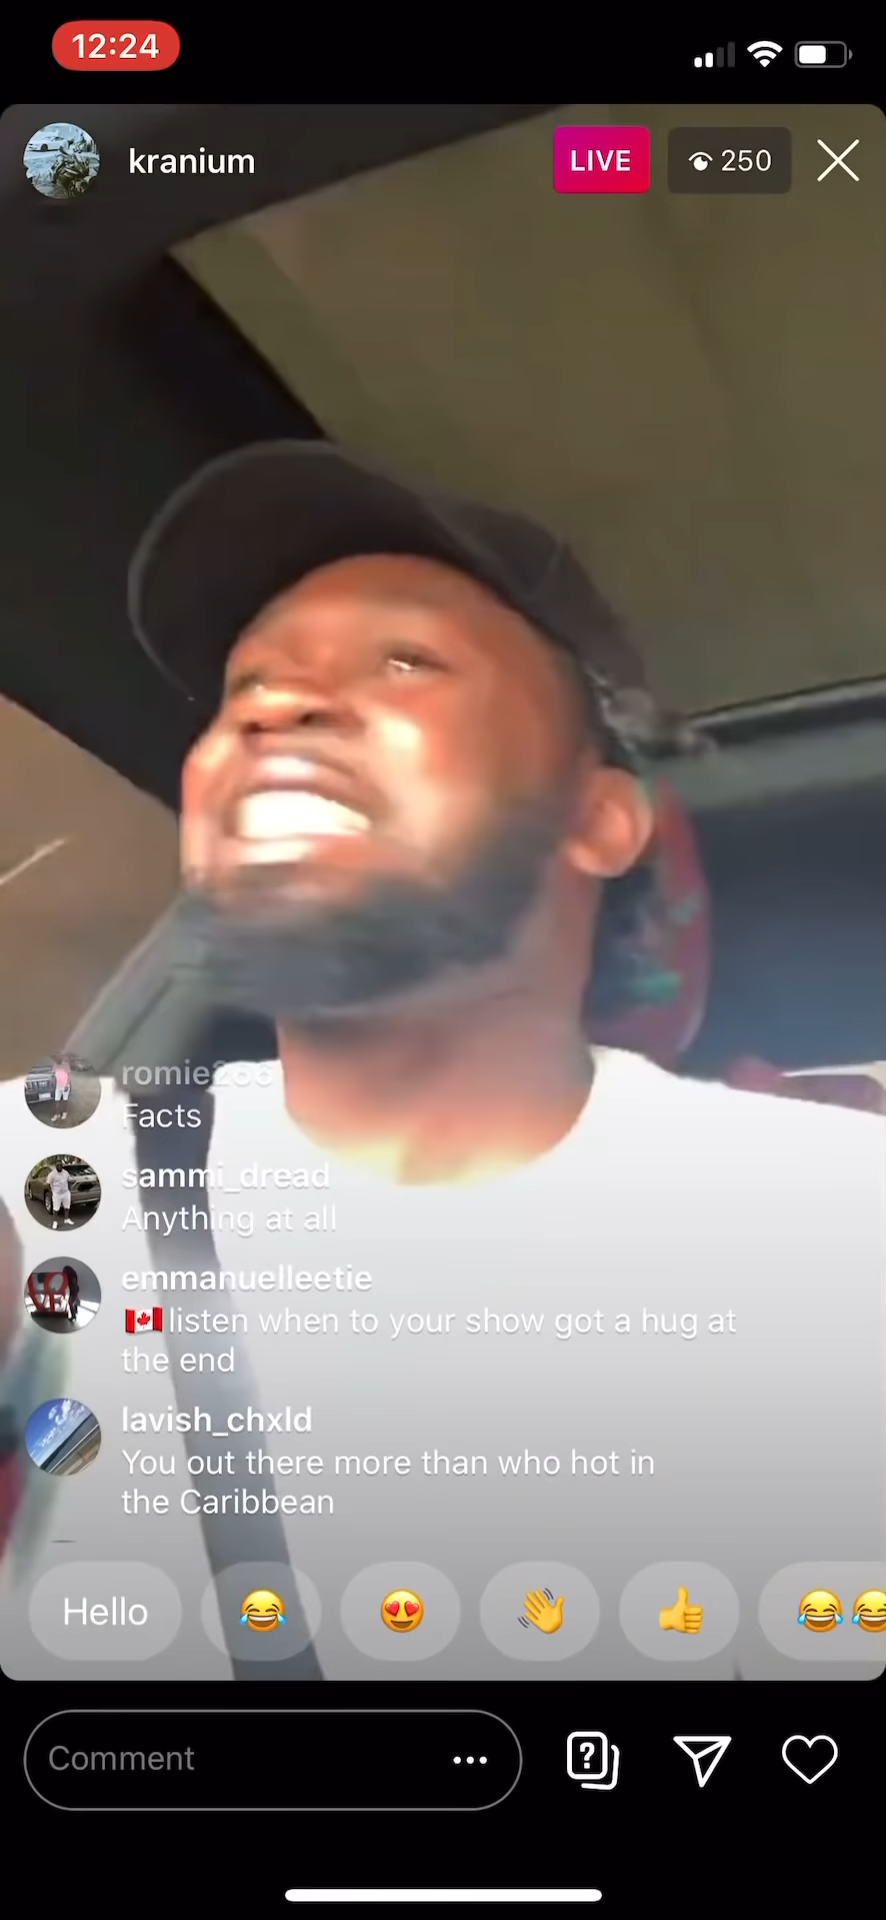 12:24
kranium
LIVE
250
romie266
Facts
sammi_dread
Anything at all
emmanuelleetie
🇨🇦listen when to your show got a hug at
the end
lavish_chxld
You out there more than who hot in
the Caribbean
Hello
Comment